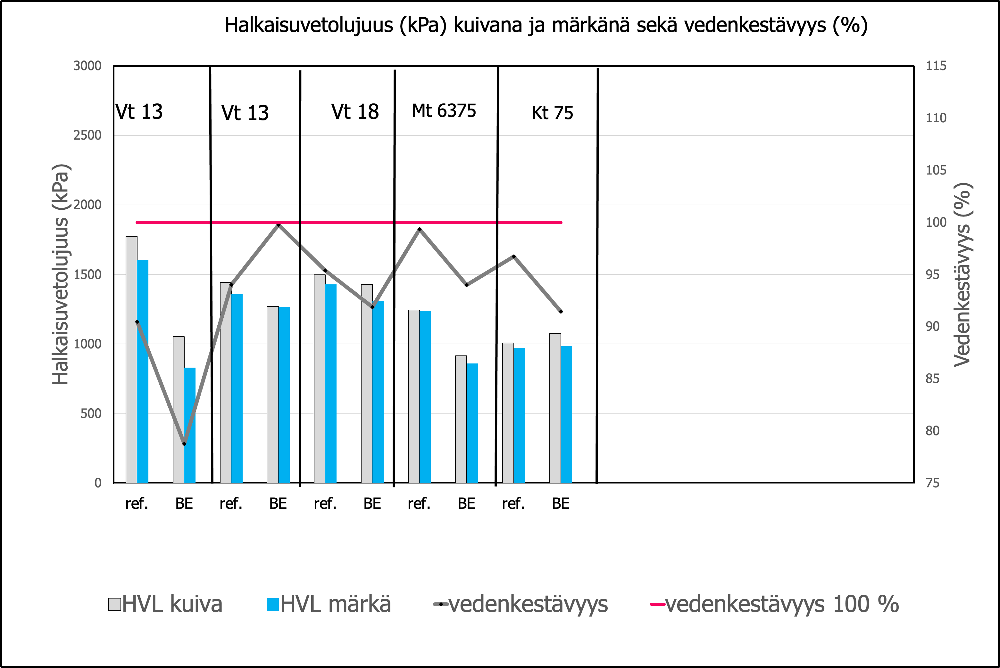 Halkaisuvetolujuus (kPa) kuivana ja märkänä sekä vedenkestävyys (%)
3000
2500
2000
1500
1000
500
0
Halkaisuvetolujuus (kPa)
Vt 13
Vt 13
Vt 18
Mt 6375
Kt 75
115
110
105
100
95
90
85
80
75
Vedenkestävyys (%)
ref. BE ref. BE ref. BE ref. BE ref. BE
HVL kuiva HVL märkä vedenkestävyys vedenkestävyys 100 %